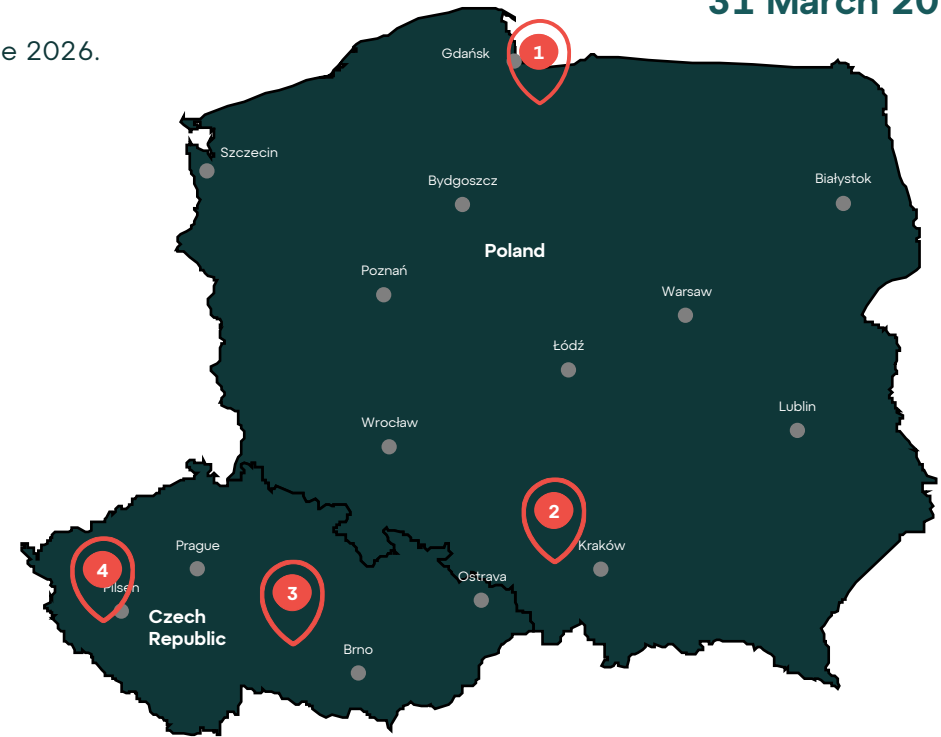 31 March 20
e 2026.
Gdańsk
1
Szczecin
Bydgoszcz
Białystok
Poland
Poznań
Warsaw
Łódź
Lublin
Wrocław
2
Kraków
Prague
4
Pilsen
3
Ostrava
Czech
Republic
Brno